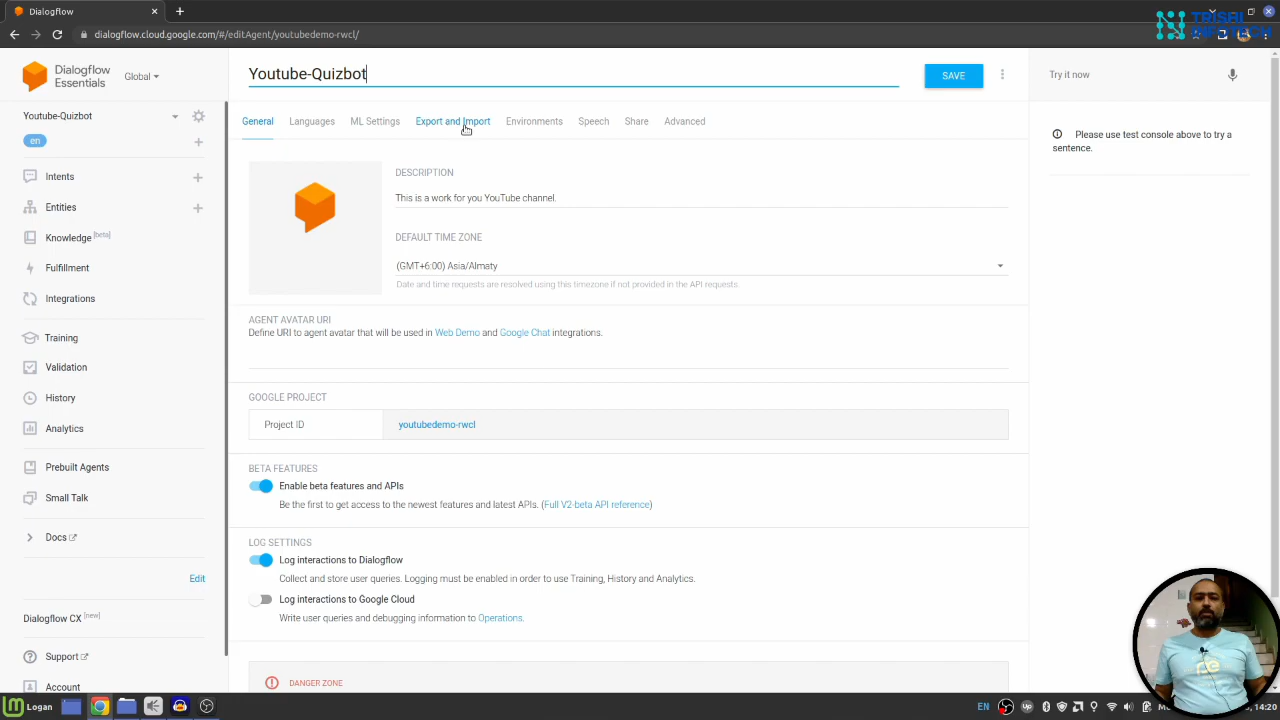 Dialogflow
dialogflow.cloud.google.com/#/editAgent/youtubedemo-rwcl/
TRISHI
INFOTECH
Dialogflow
Essentials
Global
Youtube-Quizbot
SAVE
Try it now
Youtube-Quizbot
en
General
Languages
ML Settings
Export and Import
Environments
Speech
Share
Advanced
Please use test console above to try a
sentence.
Intents
Entities
Knowledge [beta]
Fulfillment
Integrations
Training
Validation
History
Analytics
Prebuilt Agents
Small Talk
Docs
Edit
Dialogflow CX [new]
Support
Account
DESCRIPTION
This is a work for you YouTube channel.
DEFAULT TIME ZONE
(GMT+6:00) Asia/Almaty
Date and time requests are resolved using this timezone if not provided in the API requests.
AGENT AVATAR URI
Define URI to agent avatar that will be used in Web Demo and Google Chat integrations.
GOOGLE PROJECT
Project ID
youtubedemo-rwcl
BETA FEATURES
Enable beta features and APIs
Be the first to get access to the newest features and latest APIs. (Full V2-beta API reference)
LOG SETTINGS
Log interactions to Dialogflow
Collect and store user queries. Logging must be enabled in order to use Training, History and Analytics.
Log interactions to Google Cloud
Write user queries and debugging information to Operations.
DANGER ZONE
Logan
EN
Up
14:20